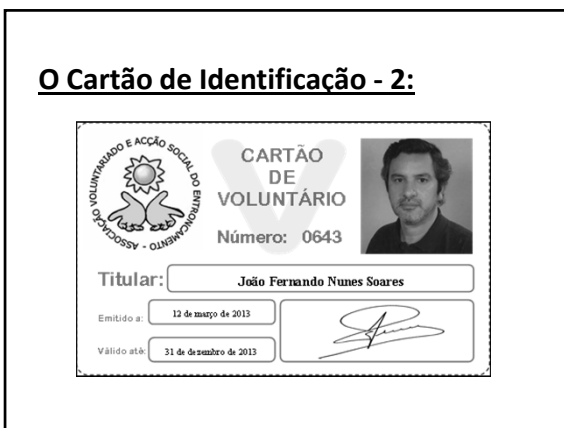 O Cartão de Identificação - 2:
ASSOCIAÇÃO VOLUNTARIADO E ACÇÃO SOCIAL DO ENTRONCAMENTO -
CARTÃO
DE
VOLUNTÁRIO
Número: 0643
Titular: João Fernando Nunes Soares
Emitido a: 12 de março de 2013
Válido até: 31 de dezembro de 2013